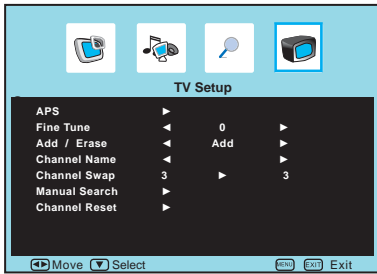 TV Setup
APS ►
Fine Tune ◄ 0 ►
Add / Erase ◄ Add ►
Channel Name ◄ ►
Channel Swap 3 ► 3
Manual Search ►
Channel Reset ►
◄► Move ▼ Select MENU EXIT Exit